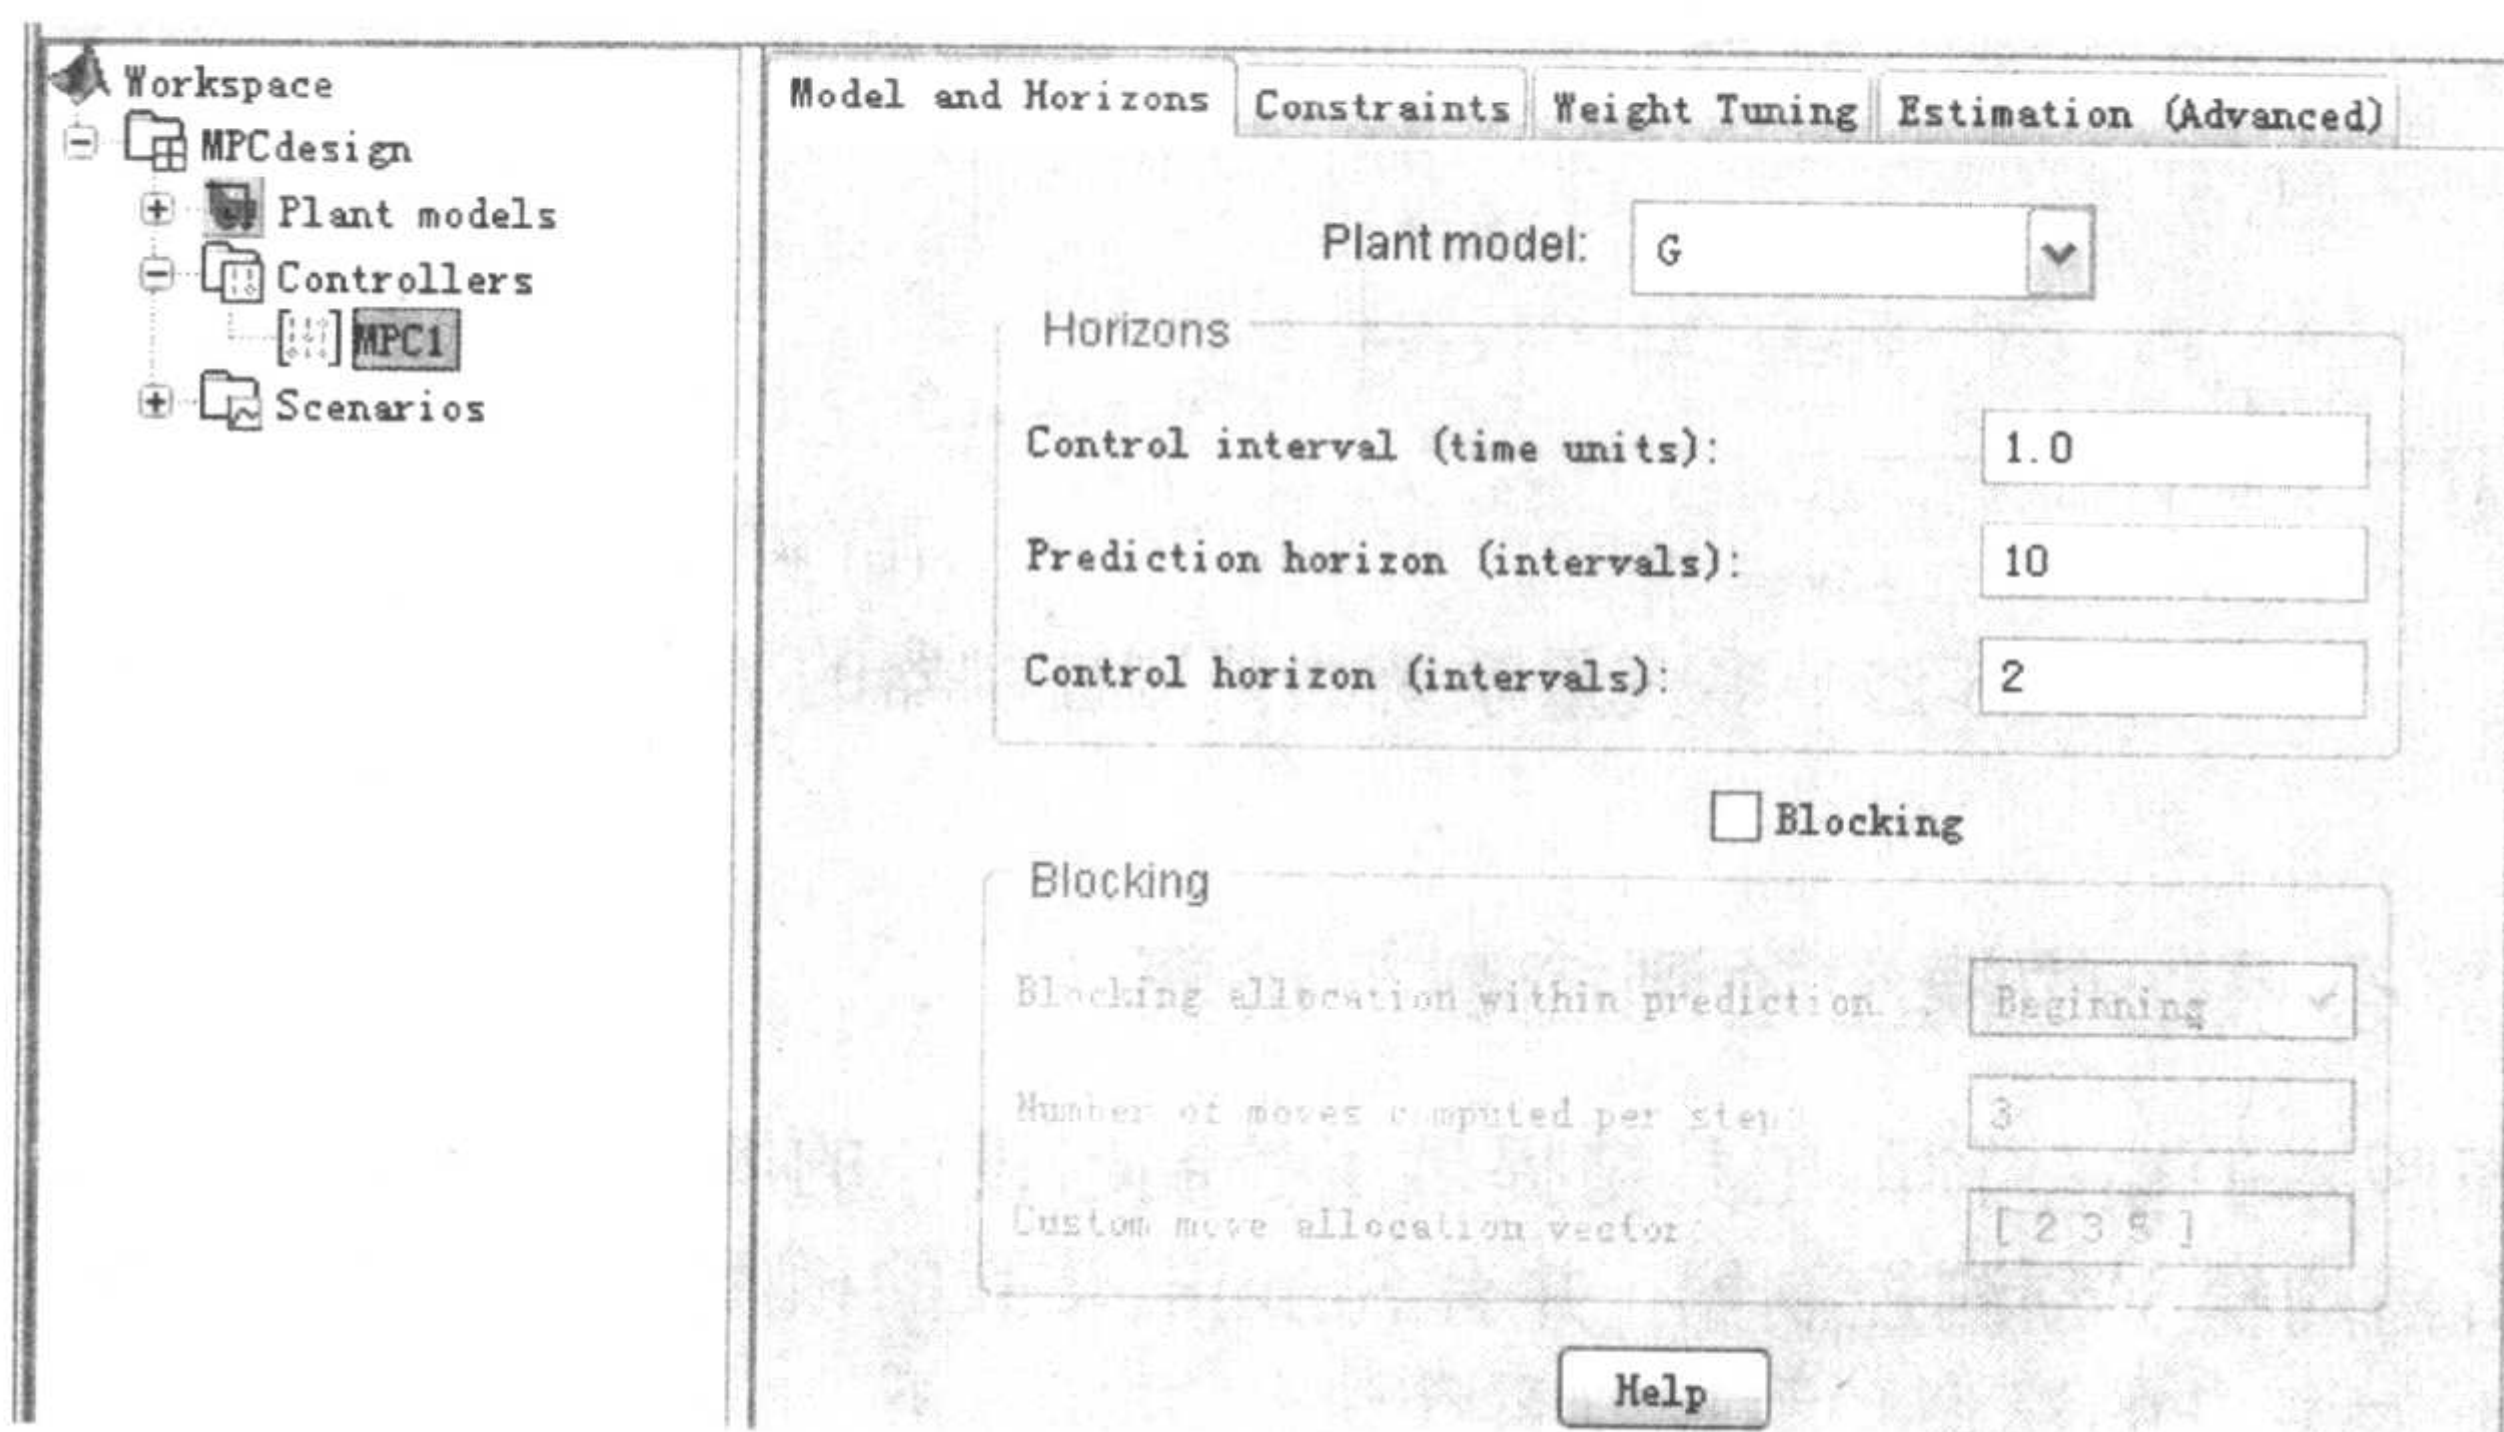 Workspace
MPCdesign
Plant models
Controllers
MPC1
Scenarios
Model and Horizons Constraints Weight Tuning Estimation (Advanced)
Plant model: G
Horizons
Control interval (time units): 1.0
Prediction horizon (intervals): 10
Control horizon (intervals): 2
Blocking
Blocking
Blocking allocation within prediction Beginning
Number of moves computed per step: 3
Custom move allocation vector: [ 2 3 5 ]
Help